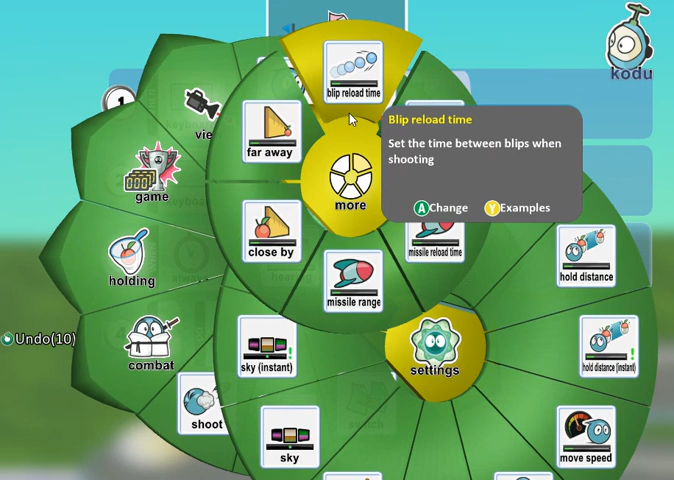 kodu
1
blip reload time
Blip reload time
Set the time between blips when
shooting
A Change Y Examples
vie
far away
game
more
close by
missile reload time
holding
hold distance
missile range
Undo(10)
combat
sky (instant)
settings
hold distance (instant)
shoot
sky
move speed